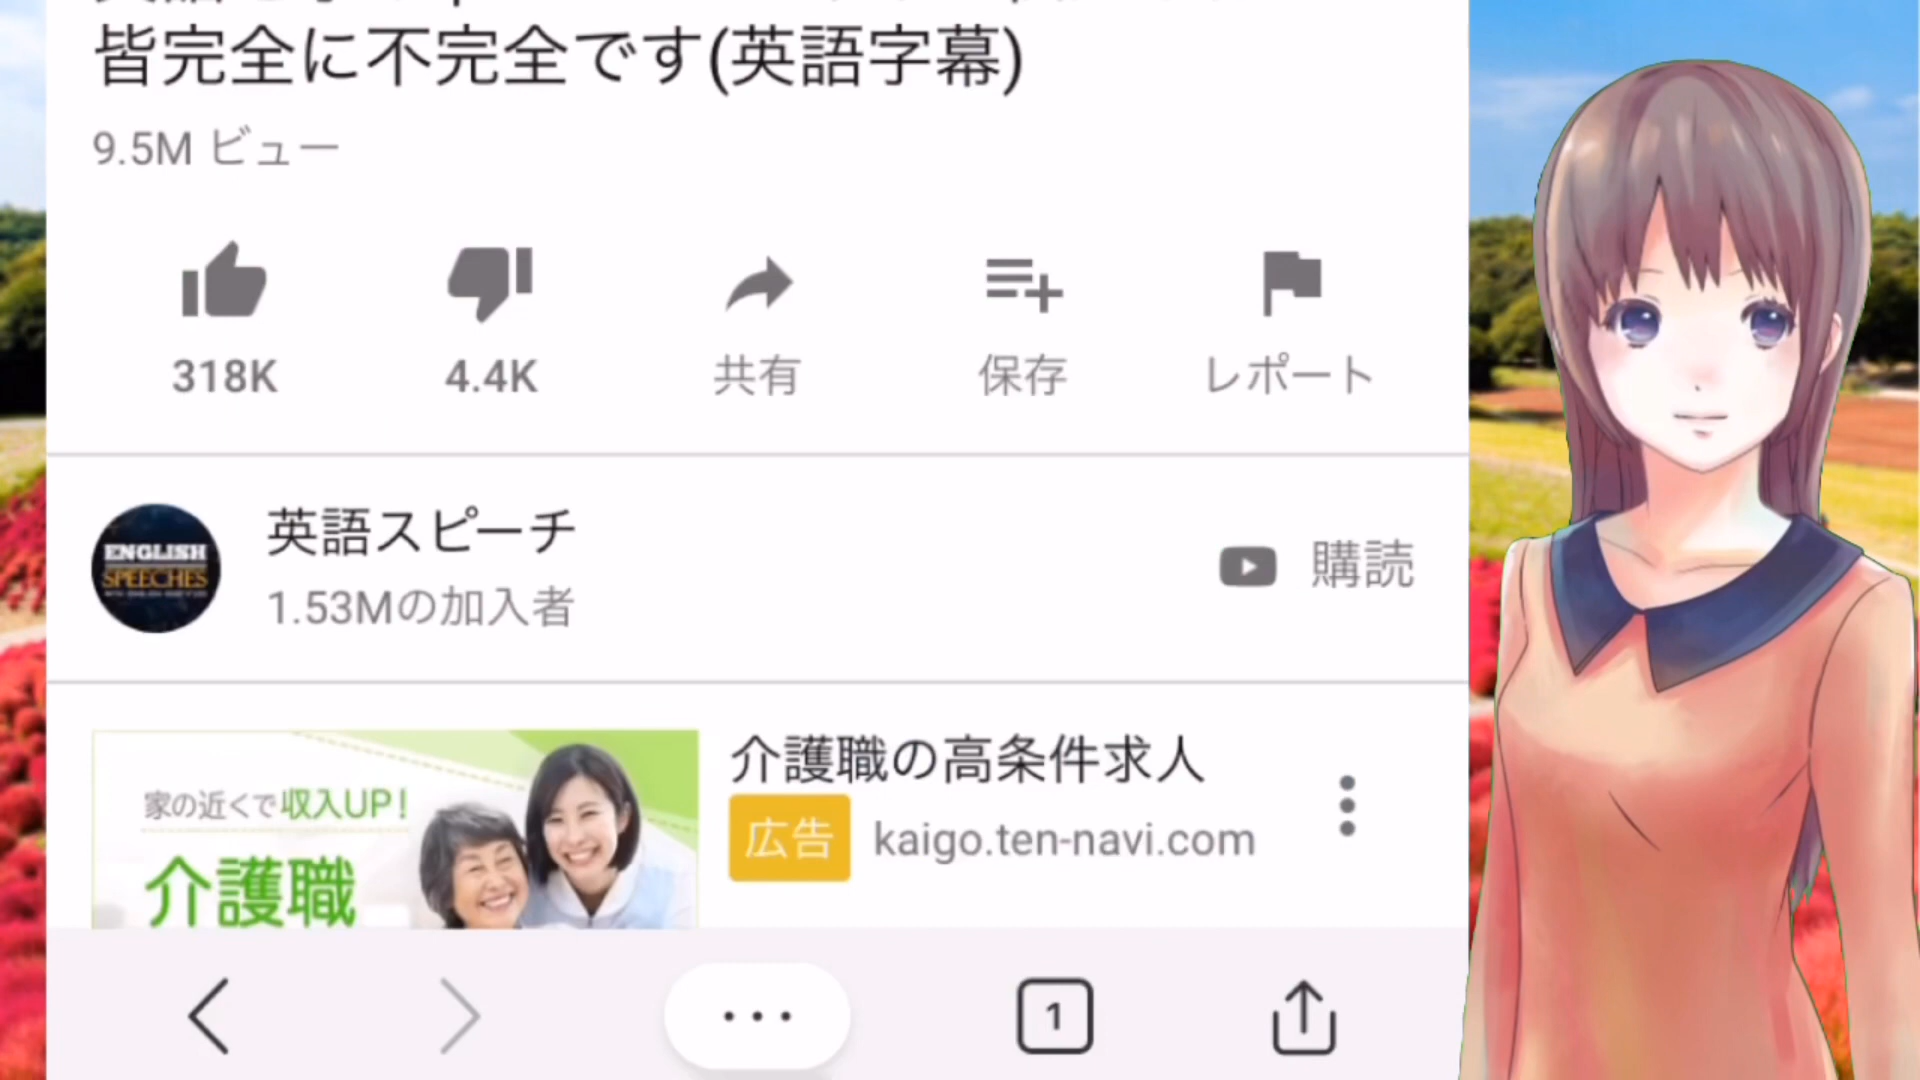 皆完全に不完全です(英語字幕)
9.5M ビュー
318K
4.4K
共有
保存
レポート
ENGLISH
SPEECHES
英語スピーチ
1.53Mの加入者
購読
家の近くで収入UP!
介護職
介護職の高条件求人
広告 kaigo.ten-navi.com
1